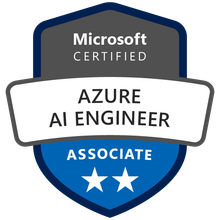 Microsoft
CERTIFIED
AZURE
AI ENGINEER
ASSOCIATE